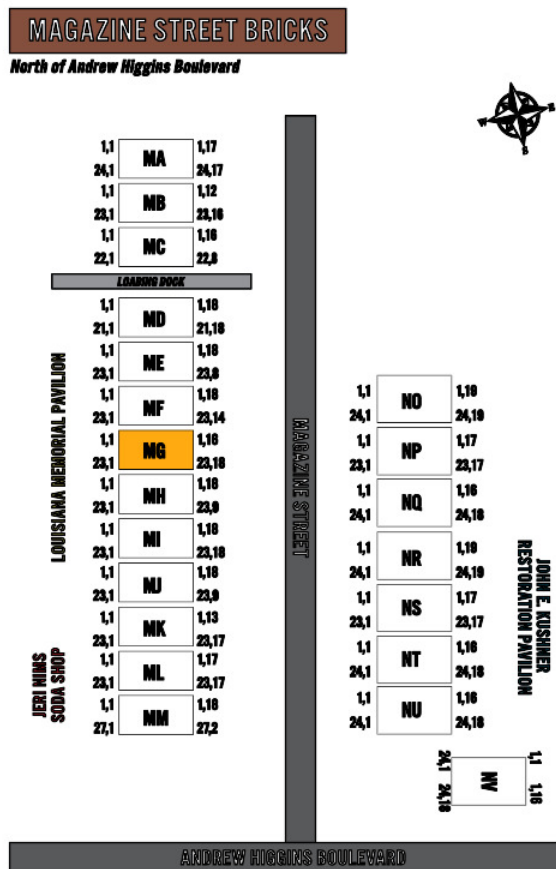 MAGAZINE STREET BRICKS
North of Andrew Higgins Boulevard
N
W
E
S
1,1 MA 1,17
24,1 24,17
1,1 MB 1,12
23,1 23,16
1,1 MC 1,16
22,1 22,8
LOADING DOCK
1,1 MD 1,18
21,1 21,18
1,1 ME 1,18
23,1 23,8
1,1 MF 1,18
23,1 23,14
1,1 MG 1,16
23,1 23,18
1,1 MH 1,18
23,1 23,9
1,1 MI 1,18
23,1 23,18
1,1 MJ 1,18
23,1 23,9
1,1 MK 1,13
23,1 23,17
1,1 ML 1,17
23,1 23,17
1,1 MM 1,18
27,1 27,2
LOUISIANA MEMORIAL PAVILION
JERI NIMS
SODA SHOP
MAGAZINE STREET
1,1 NO 1,19
24,1 24,19
1,1 NP 1,17
23,1 23,17
1,1 NQ 1,16
24,1 24,18
1,1 NR 1,19
24,1 24,19
1,1 NS 1,17
23,1 23,17
1,1 NT 1,16
24,1 24,18
1,1 NU 1,16
24,1 24,18
JOHN E. KUSHNER
RESTORATION PAVILION
24,1 1,1
NV
24,18 1,16
ANDREW HIGGINS BOULEVARD